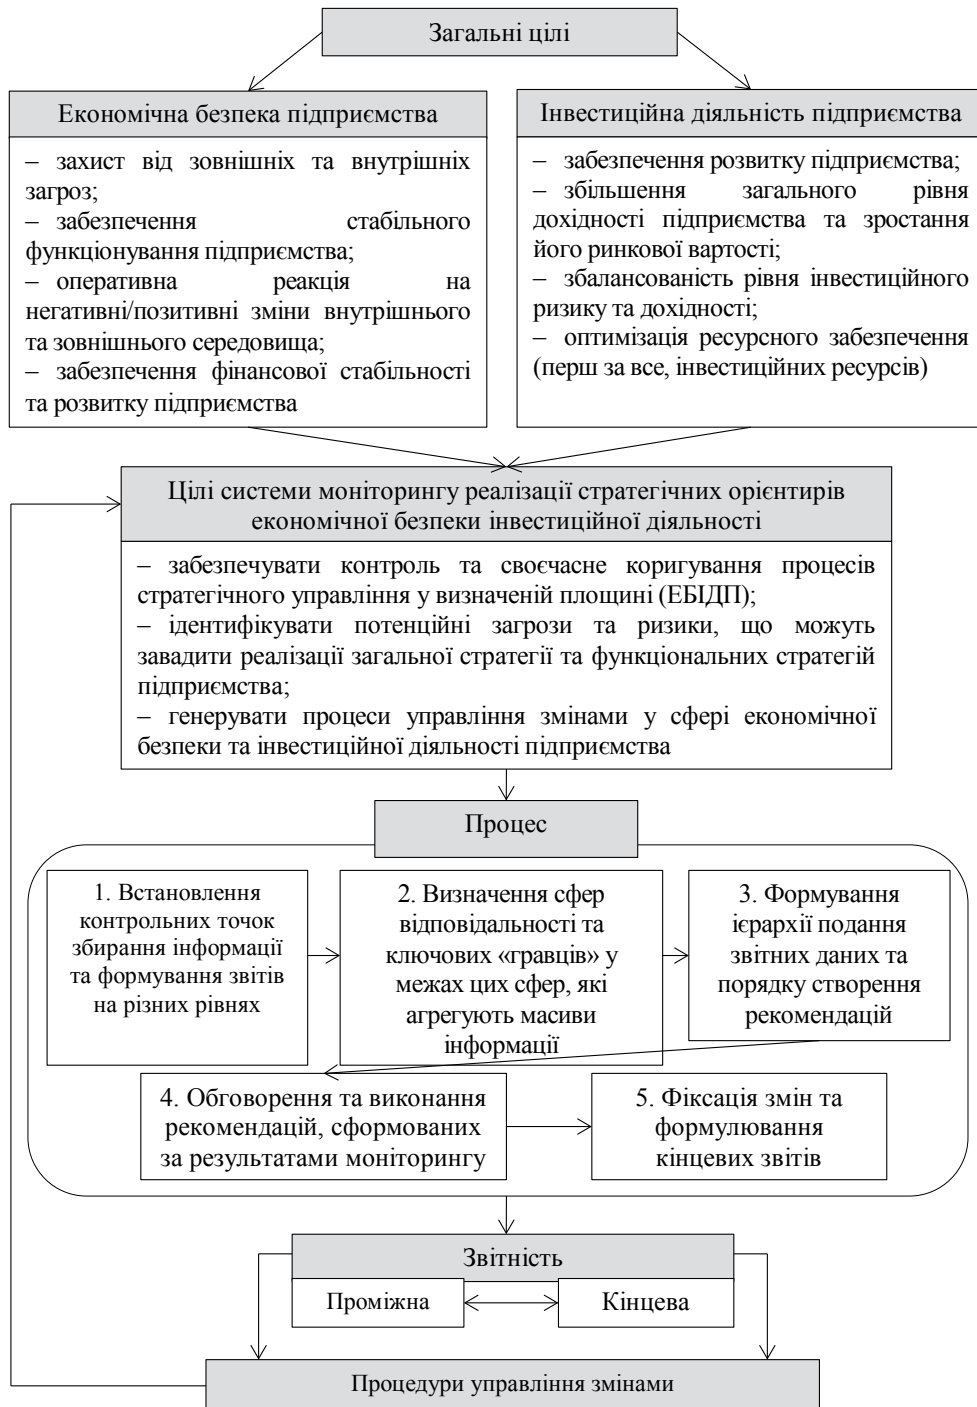 Загальні цілі
Економічна безпека підприємства
– захист від зовнішніх та внутрішніх
загроз;
– забезпечення стабільного
функціонування підприємства;
– оперативна реакція на
негативні/позитивні зміни внутрішнього
та зовнішнього середовища;
– забезпечення фінансової стабільності
та розвитку підприємства
Інвестиційна діяльність підприємства
– забезпечення розвитку підприємства;
– збільшення загального рівня
дохідності підприємства та зростання
його ринкової вартості;
– збалансованість рівня інвестиційного
ризику та дохідності;
– оптимізація ресурсного забезпечення
(перш за все, інвестиційних ресурсів)
Цілі системи моніторингу реалізації стратегічних орієнтирів
економічної безпеки інвестиційної діяльності
– забезпечувати контроль та своєчасне коригування процесів
стратегічного управління у визначеній площині (ЕБІДП);
– ідентифікувати потенційні загрози та ризики, що можуть
завадити реалізації загальної стратегії та функціональних стратегій
підприємства;
– генерувати процеси управління змінами у сфері економічної
безпеки та інвестиційної діяльності підприємства
Процес
1. Встановлення
контрольних точок
збирання інформації
та формування звітів
на різних рівнях
2. Визначення сфер
відповідальності та
ключових «гравців» у
межах цих сфер, які
агрегують масиви
інформації
3. Формування
ієрархії подання
звітних даних та
порядку створення
рекомендацій
4. Обговорення та виконання
рекомендацій, сформованих
за результатами моніторингу
5. Фіксація змін та
формулювання
кінцевих звітів
Звітність
Проміжна
Кінцева
Процедури управління змінами